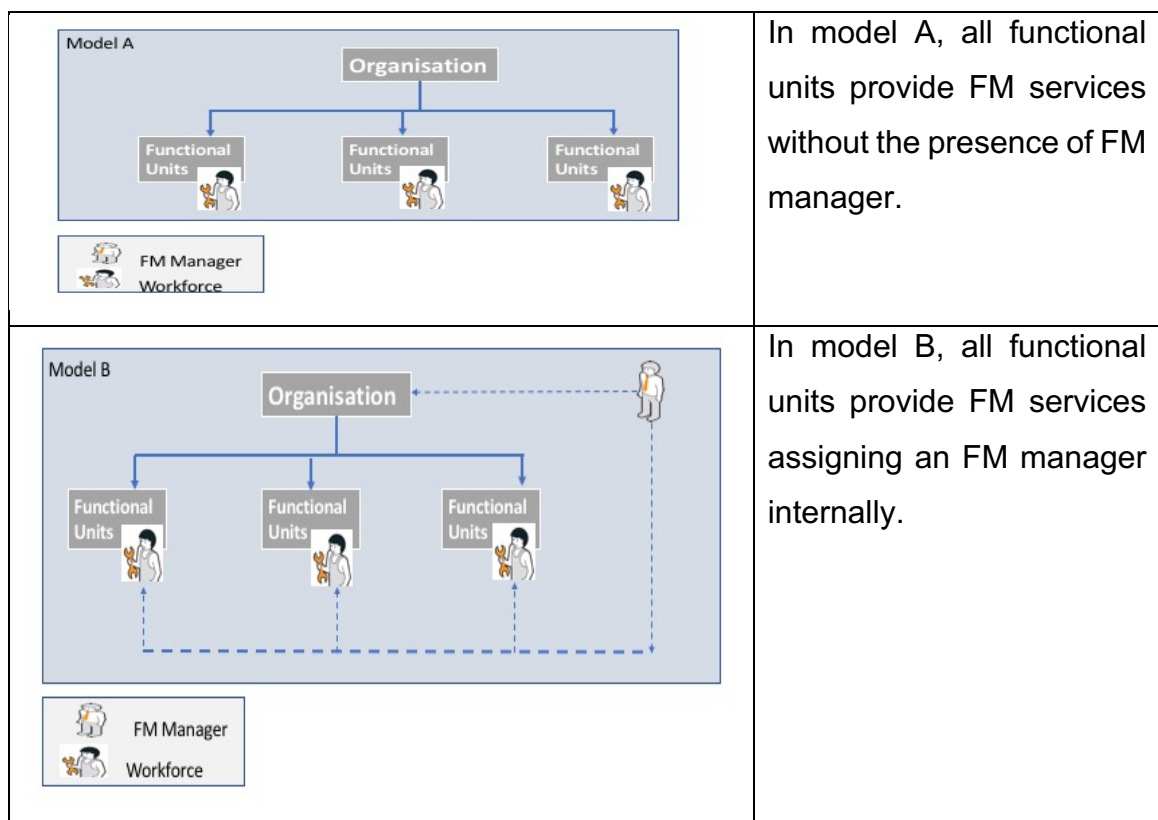 Model A
Organisation
Functional
Units
Functional
Units
Functional
Units
FM Manager
Workforce
In model A, all functional
units provide FM services
without the presence of FM
manager.
Model B
Organisation
Functional
Units
Functional
Units
Functional
Units
FM Manager
Workforce
In model B, all functional
units provide FM services
assigning an FM manager
internally.